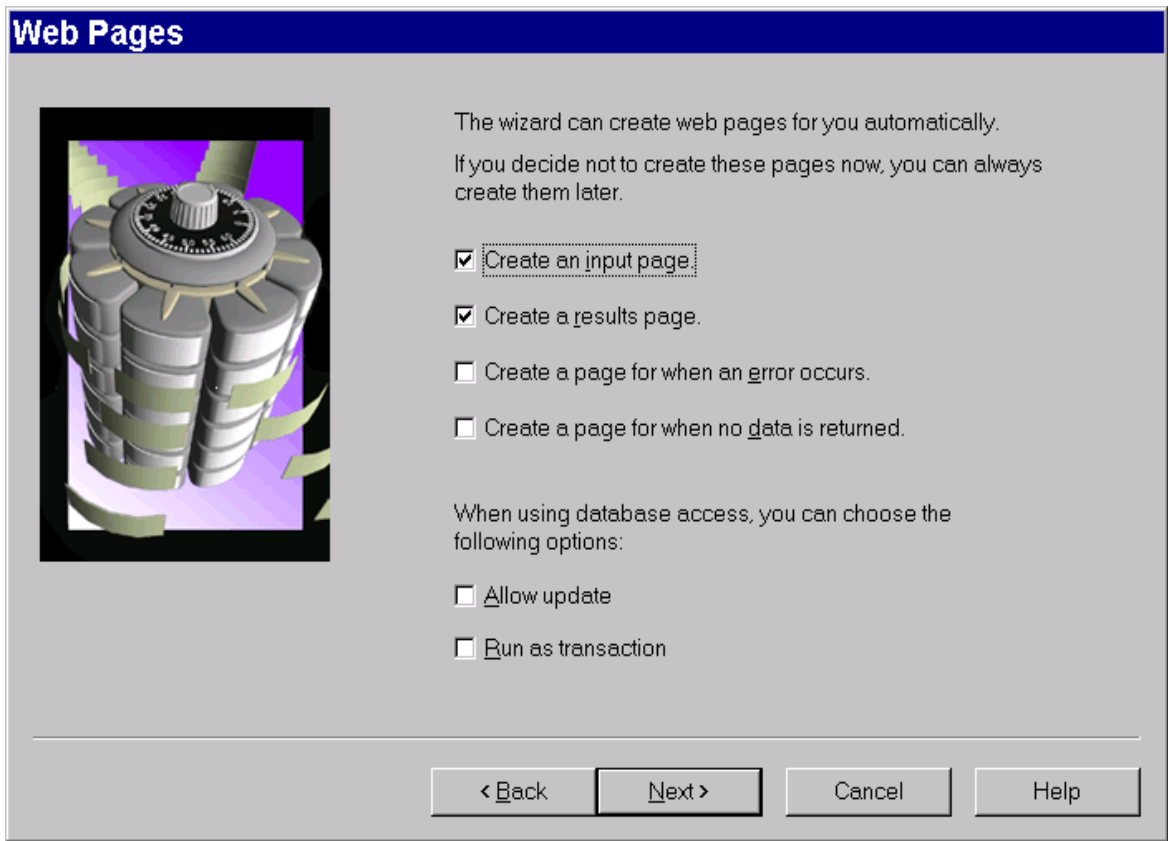 Web Pages
The wizard can create web pages for you automatically.
If you decide not to create these pages now, you can always
create them later.
Create an input page.
Create a results page.
Create a page for when an error occurs.
Create a page for when no data is returned.
When using database access, you can choose the
following options:
Allow update
Run as transaction
< Back
Next >
Cancel
Help